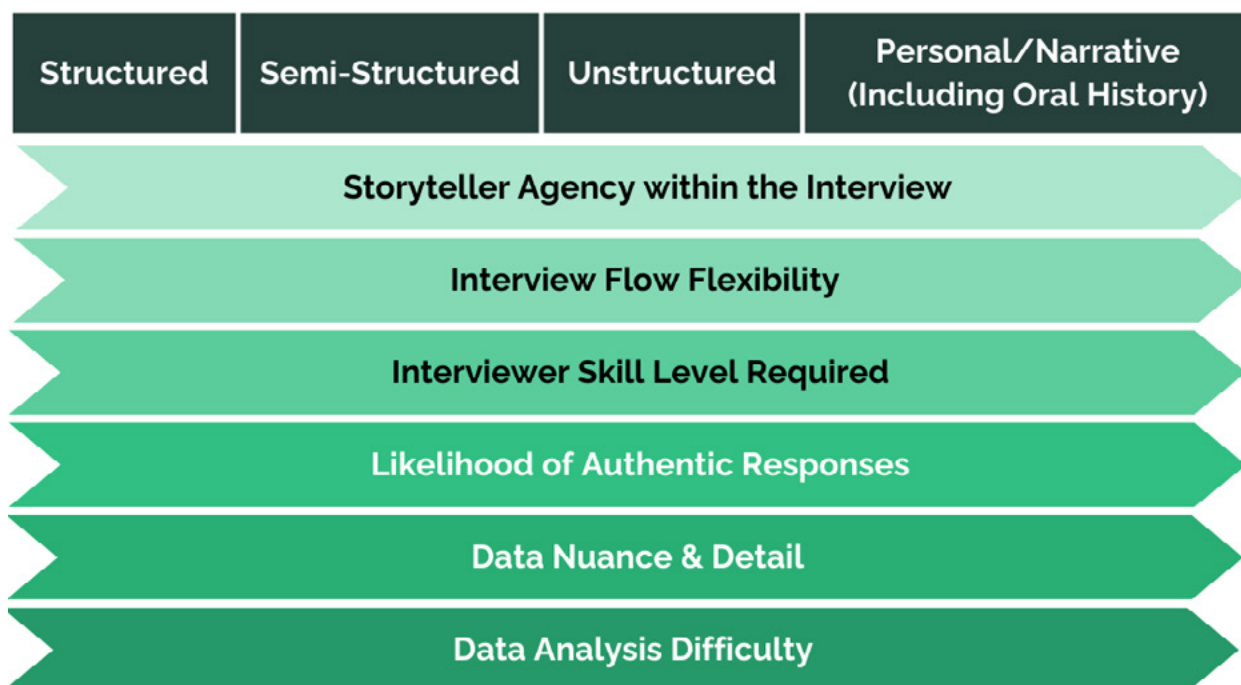 Structured
Semi-Structured
Unstructured
Personal/Narrative
(Including Oral History)
Storyteller Agency within the Interview
Interview Flow Flexibility
Interviewer Skill Level Required
Likelihood of Authentic Responses
Data Nuance & Detail
Data Analysis Difficulty